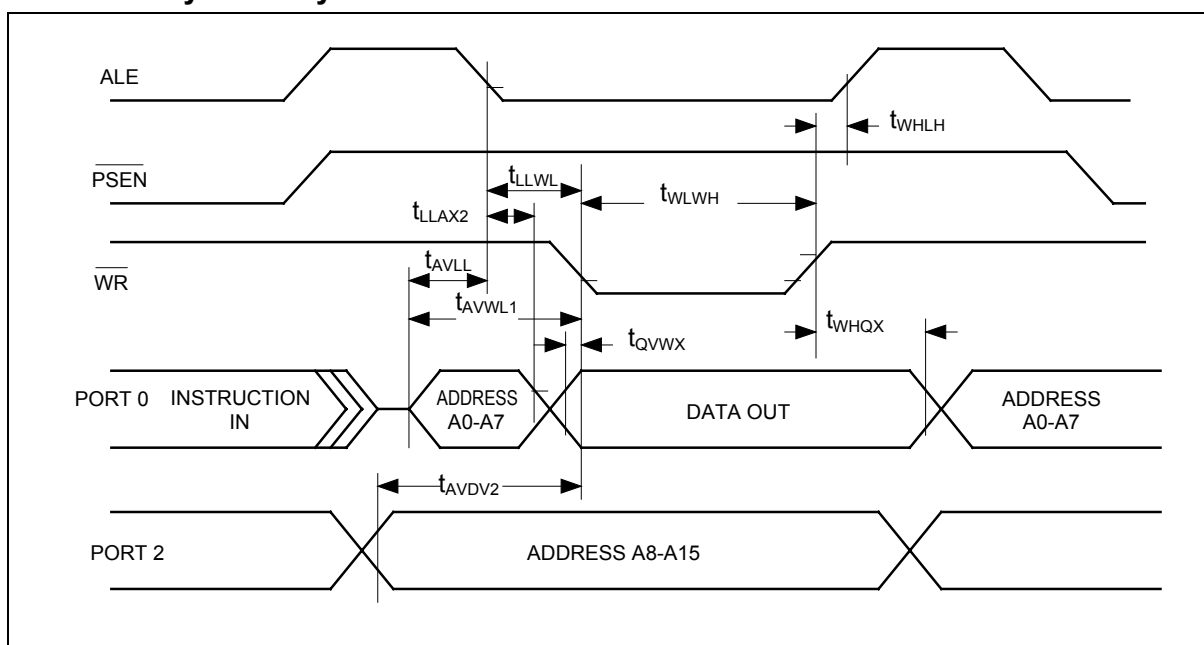 ALE
tWHLH
PSEN
tLLWL
tWLWH
tLLAX2
WR
tAVLL
tAVWL1
tQVWX
tWHQX
PORT 0
INSTRUCTION
IN
ADDRESS
A0-A7
DATA OUT
ADDRESS
A0-A7
tAVDV2
PORT 2
ADDRESS A8-A15